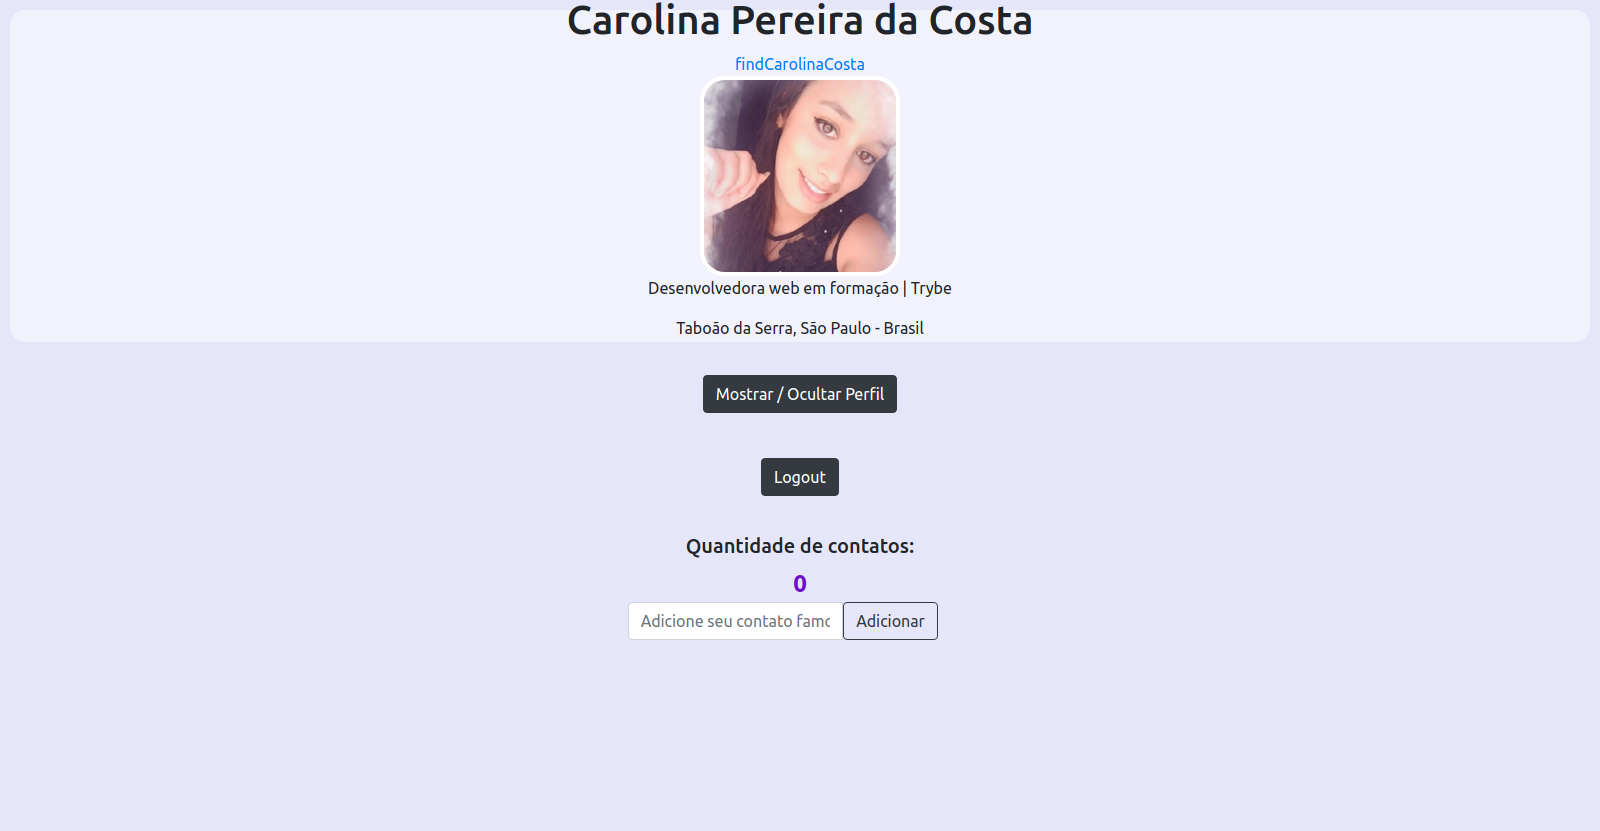 Carolina Pereira da Costa
findCarolinaCosta
Desenvolvedora web em formação | Trybe
Taboão da Serra, São Paulo - Brasil
Mostrar / Ocultar Perfil
Logout
Quantidade de contatos:
0
Adicione seu contato famo Adicionar